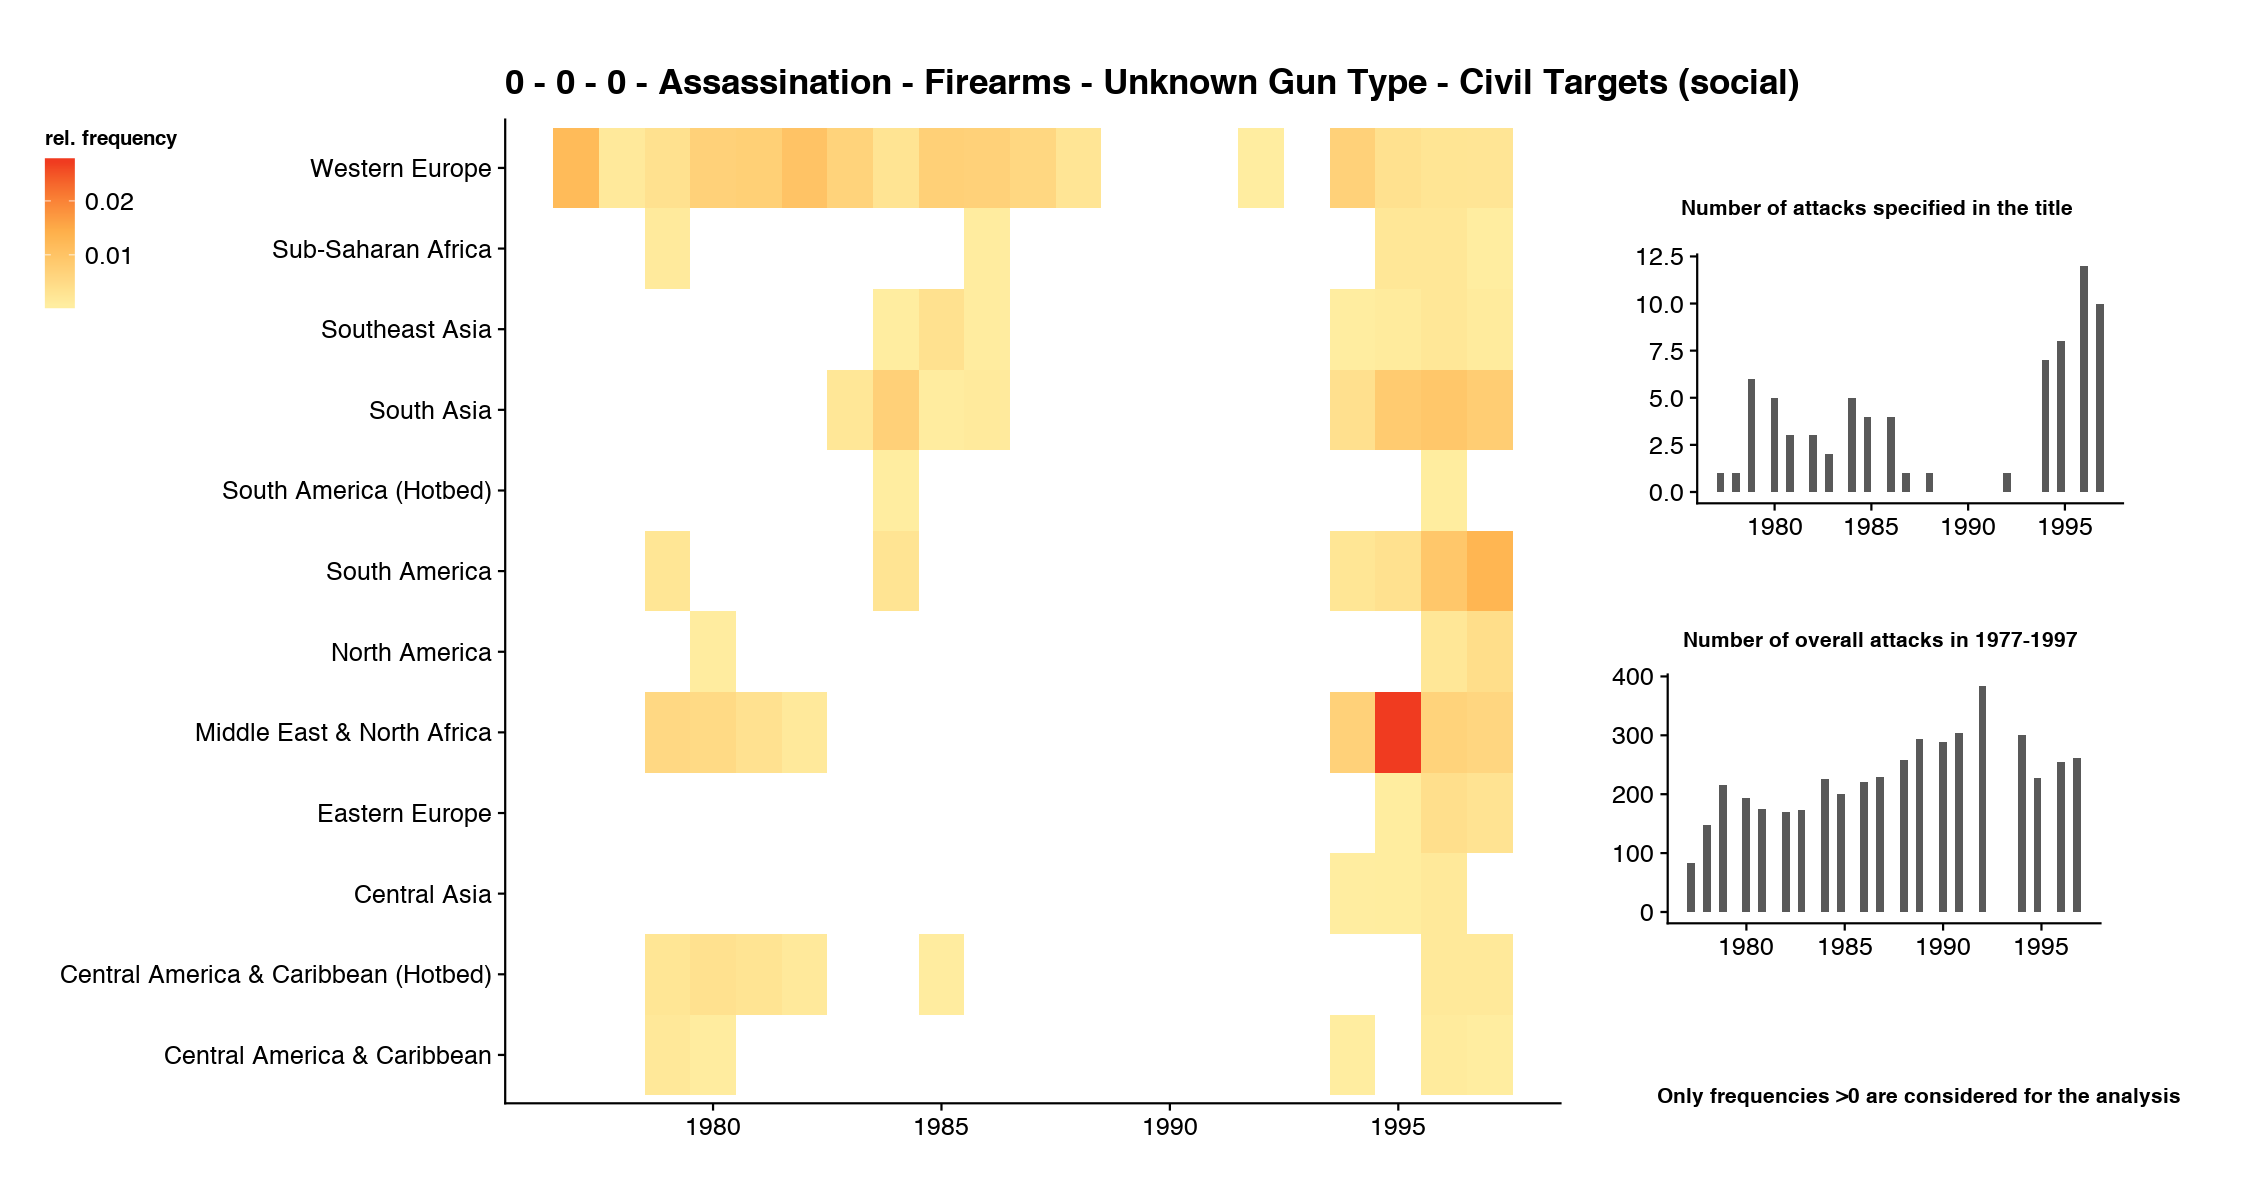 0 - 0 - 0 - Assassination - Firearms - Unknown Gun Type - Civil Targets (social)
rel. frequency
0.02
0.01
Western Europe
Sub-Saharan Africa
Southeast Asia
South Asia
South America (Hotbed)
South America
North America
Middle East & North Africa
Eastern Europe
Central Asia
Central America & Caribbean (Hotbed)
Central America & Caribbean
1980 1985 1990 1995
Number of attacks specified in the title
12.5
10.0
7.5
5.0
2.5
0.0
1980 1985 1990 1995
Number of overall attacks in 1977-1997
400
300
200
100
0
1980 1985 1990 1995
Only frequencies >0 are considered for the analysis